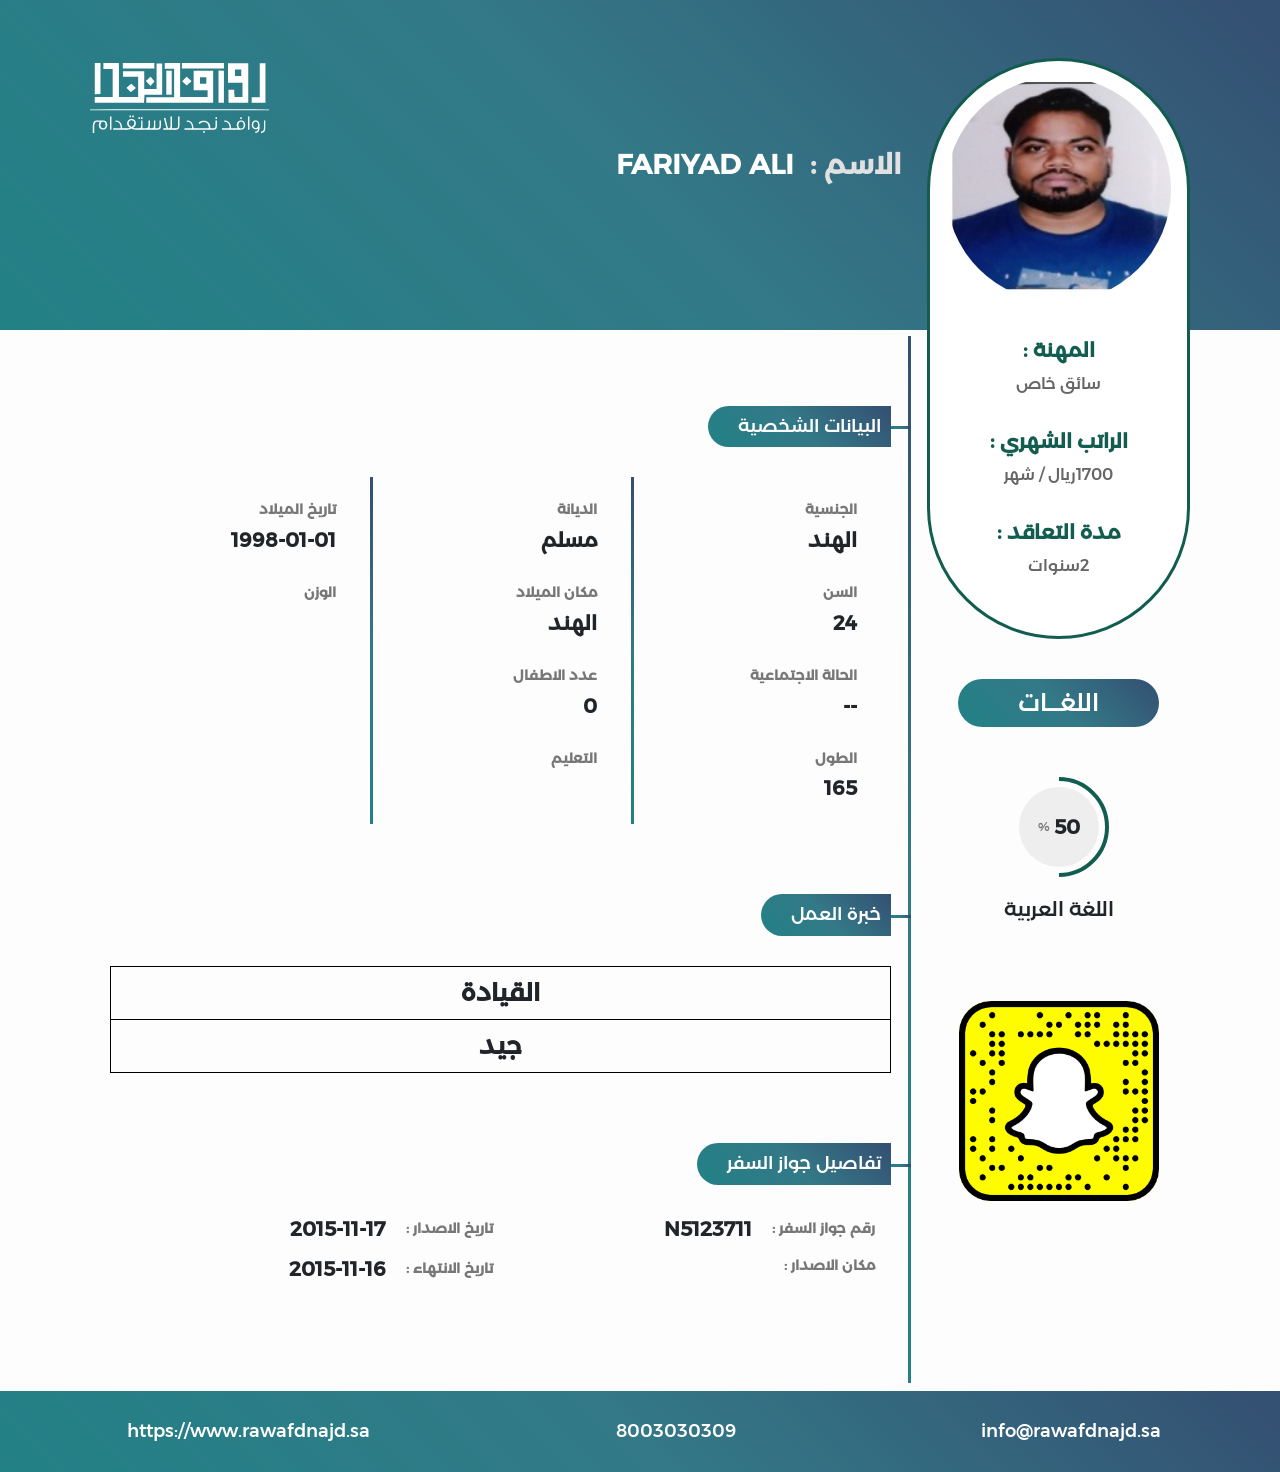 روافد نجد
روافد نجد للاستقدام
الاسم : FARIYAD ALI
المهنة :
سائق خاص
الراتب الشهري :
1700ريال / شهر
مدة التعاقد :
2سنوات
اللغـــات
50 %
اللغة العربية
البيانات الشخصية
الجنسية
الهند
السن
24
الحالة الاجتماعية
--
الطول
165
الديانة
مسلم
مكان الميلاد
الهند
عدد الاطفال
0
التعليم
تاريخ الميلاد
1998-01-01
الوزن
خبرة العمل
القيادة
جيد
تفاصيل جواز السفر
رقم جواز السفر : N5123711
مكان الاصدار :
تاريخ الاصدار : 2015-11-17
تاريخ الانتهاء : 2015-11-16
info@rawafdnajd.sa
8003030309
https://www.rawafdnajd.sa